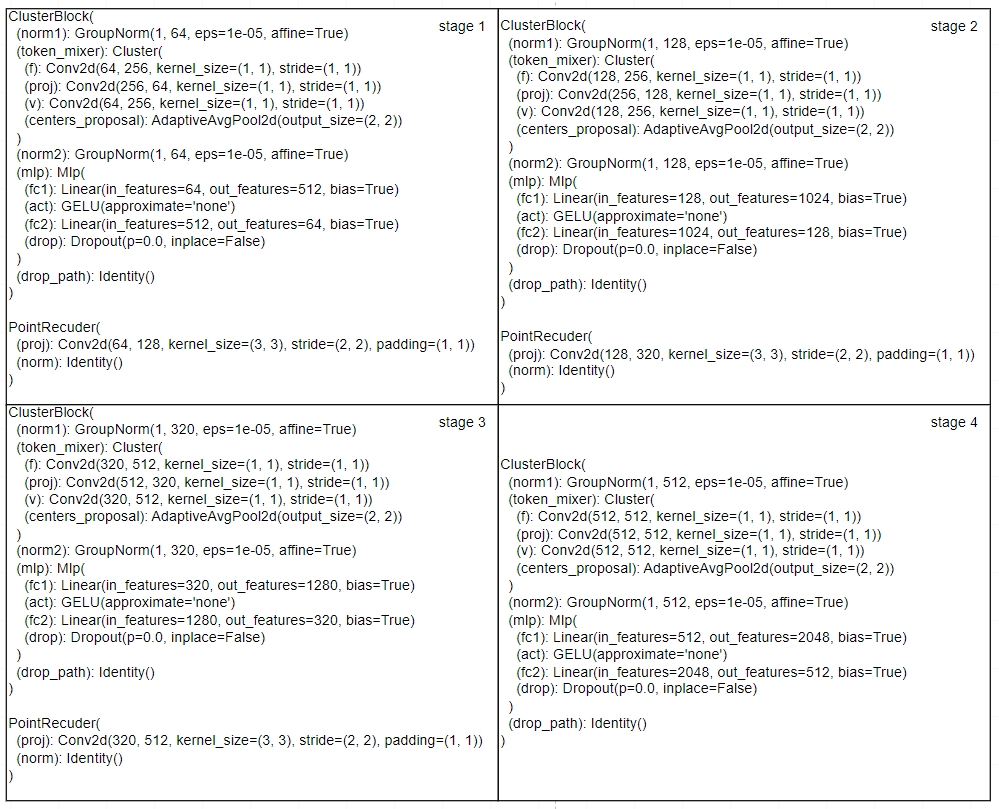 stage 1
ClusterBlock(
(norm1): GroupNorm(1, 64, eps=1e-05, affine=True)
(token_mixer): Cluster(
(f): Conv2d(64, 256, kernel_size=(1, 1), stride=(1, 1))
(proj): Conv2d(256, 64, kernel_size=(1, 1), stride=(1, 1))
(v): Conv2d(64, 256, kernel_size=(1, 1), stride=(1, 1))
(centers_proposal): AdaptiveAvgPool2d(output_size=(2, 2))
)
(norm2): GroupNorm(1, 64, eps=1e-05, affine=True)
(mlp): Mlp(
(fc1): Linear(in_features=64, out_features=512, bias=True)
(act): GELU(approximate='none')
(fc2): Linear(in_features=512, out_features=64, bias=True)
(drop): Dropout(p=0.0, inplace=False)
)
(drop_path): Identity()
)
PointRecuder(
(proj): Conv2d(64, 128, kernel_size=(3, 3), stride=(2, 2), padding=(1, 1))
(norm): Identity()
)
stage 2
ClusterBlock(
(norm1): GroupNorm(1, 128, eps=1e-05, affine=True)
(token_mixer): Cluster(
(f): Conv2d(128, 256, kernel_size=(1, 1), stride=(1, 1))
(proj): Conv2d(256, 128, kernel_size=(1, 1), stride=(1, 1))
(v): Conv2d(128, 256, kernel_size=(1, 1), stride=(1, 1))
(centers_proposal): AdaptiveAvgPool2d(output_size=(2, 2))
)
(norm2): GroupNorm(1, 128, eps=1e-05, affine=True)
(mlp): Mlp(
(fc1): Linear(in_features=128, out_features=1024, bias=True)
(act): GELU(approximate='none')
(fc2): Linear(in_features=1024, out_features=128, bias=True)
(drop): Dropout(p=0.0, inplace=False)
)
(drop_path): Identity()
)
PointRecuder(
(proj): Conv2d(128, 320, kernel_size=(3, 3), stride=(2, 2), padding=(1, 1))
(norm): Identity()
)
stage 3
ClusterBlock(
(norm1): GroupNorm(1, 320, eps=1e-05, affine=True)
(token_mixer): Cluster(
(f): Conv2d(320, 512, kernel_size=(1, 1), stride=(1, 1))
(proj): Conv2d(512, 320, kernel_size=(1, 1), stride=(1, 1))
(v): Conv2d(320, 512, kernel_size=(1, 1), stride=(1, 1))
(centers_proposal): AdaptiveAvgPool2d(output_size=(2, 2))
)
(norm2): GroupNorm(1, 320, eps=1e-05, affine=True)
(mlp): Mlp(
(fc1): Linear(in_features=320, out_features=1280, bias=True)
(act): GELU(approximate='none')
(fc2): Linear(in_features=1280, out_features=320, bias=True)
(drop): Dropout(p=0.0, inplace=False)
)
(drop_path): Identity()
)
PointRecuder(
(proj): Conv2d(320, 512, kernel_size=(3, 3), stride=(2, 2), padding=(1, 1))
(norm): Identity()
)
stage 4
ClusterBlock(
(norm1): GroupNorm(1, 512, eps=1e-05, affine=True)
(token_mixer): Cluster(
(f): Conv2d(512, 512, kernel_size=(1, 1), stride=(1, 1))
(proj): Conv2d(512, 512, kernel_size=(1, 1), stride=(1, 1))
(v): Conv2d(512, 512, kernel_size=(1, 1), stride=(1, 1))
(centers_proposal): AdaptiveAvgPool2d(output_size=(2, 2))
)
(norm2): GroupNorm(1, 512, eps=1e-05, affine=True)
(mlp): Mlp(
(fc1): Linear(in_features=512, out_features=2048, bias=True)
(act): GELU(approximate='none')
(fc2): Linear(in_features=2048, out_features=512, bias=True)
(drop): Dropout(p=0.0, inplace=False)
)
(drop_path): Identity()
)